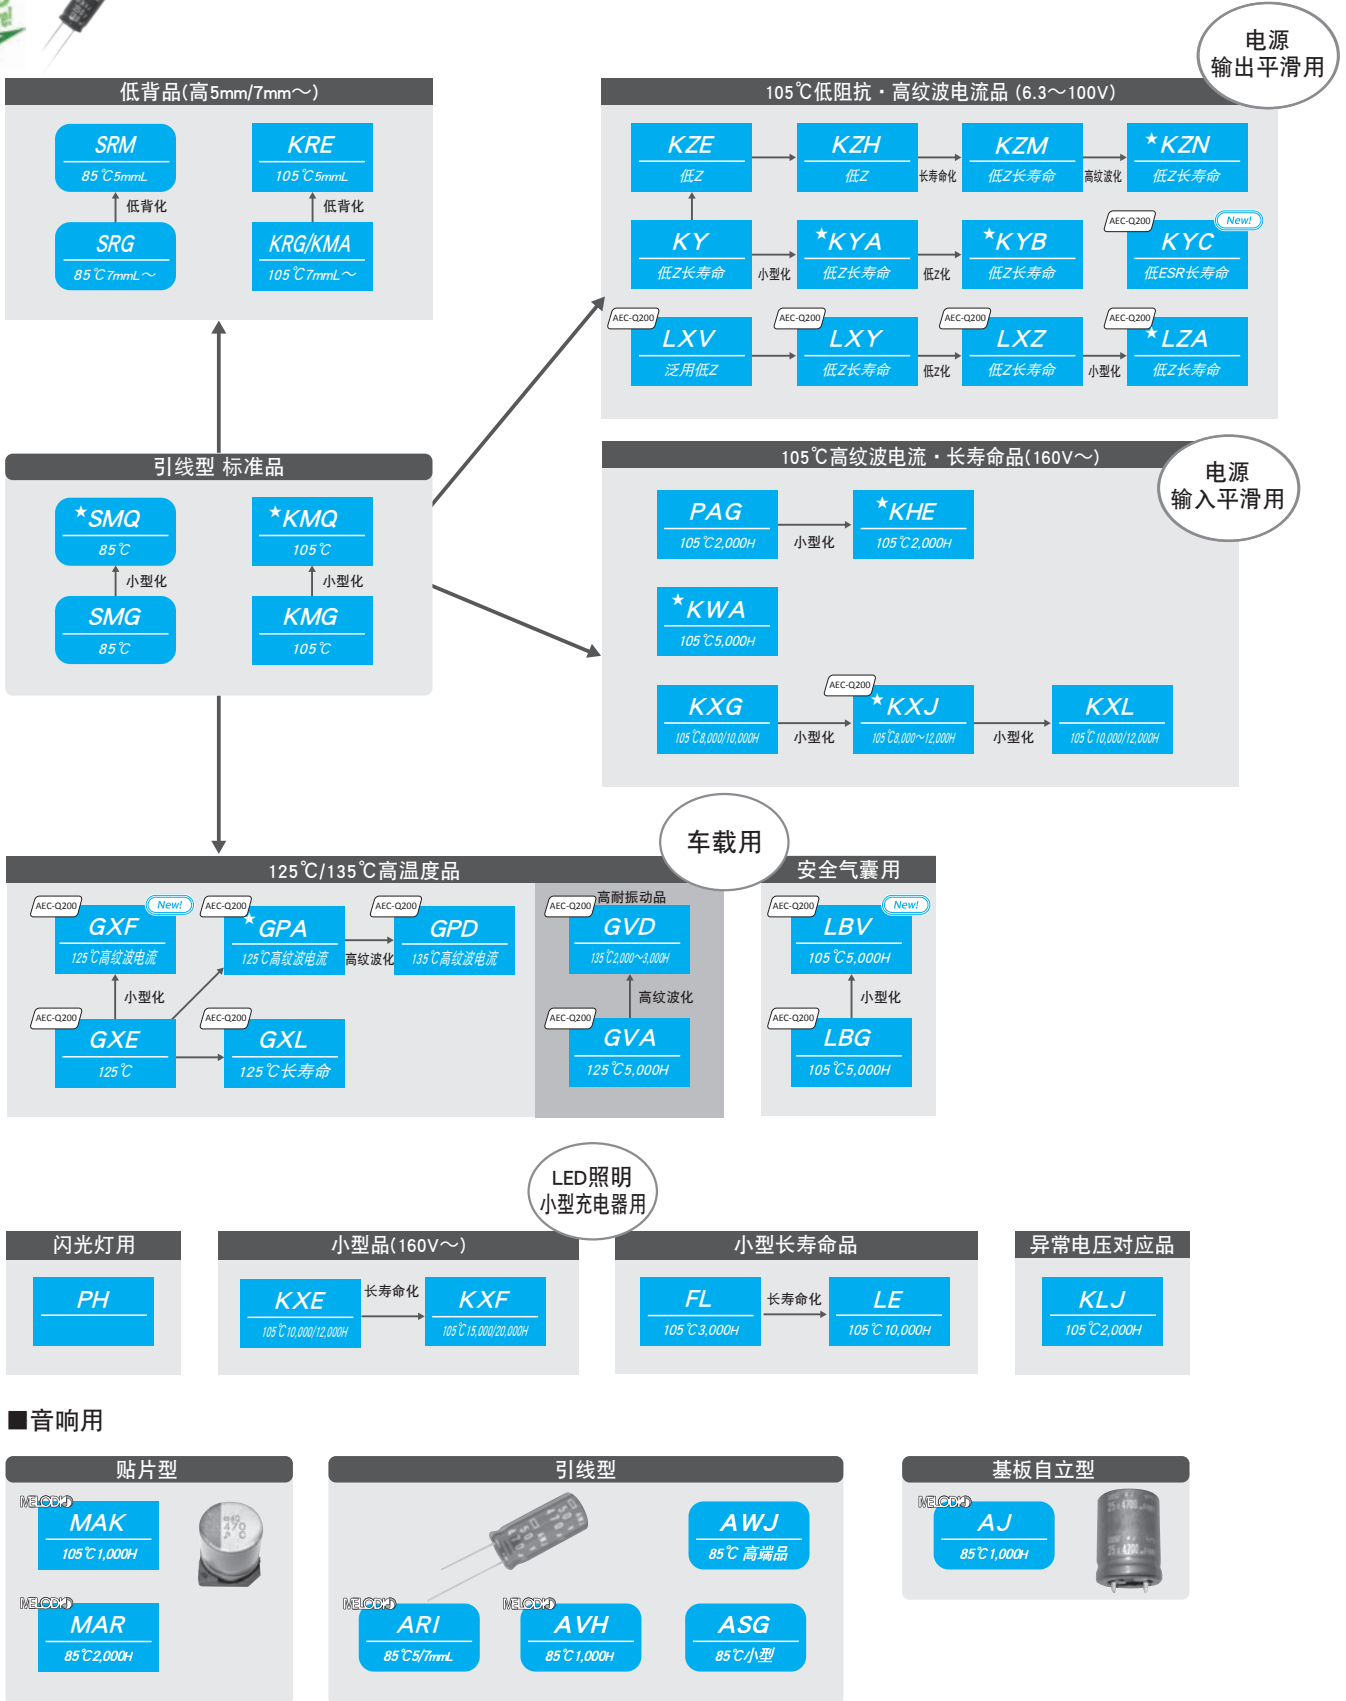 电源
输出平滑用
低背品(高5mm/7mm～)
SRM
85℃5mmL
KRE
105℃5mmL
低背化
低背化
SRG
85℃7mmL～
KRG/KMA
105℃7mmL～
105℃低阻抗・高纹波电流品 (6.3～100V)
KZE
低Z
KZH
低Z
长寿命化
KZM
低Z长寿命
高纹波化
★KZN
低Z长寿命
KY
低Z长寿命
小型化
★KYA
低Z长寿命
低Z化
★KYB
低Z长寿命
AEC-Q200
New!
KYC
低ESR长寿命
AEC-Q200
LXV
泛用低Z
AEC-Q200
LXY
低Z长寿命
低Z化
AEC-Q200
LXZ
低Z长寿命
小型化
AEC-Q200
★LZA
低Z长寿命
引线型 标准品
★SMQ
85℃
★KMQ
105℃
小型化
小型化
SMG
85℃
KMG
105℃
105℃高纹波电流・长寿命品(160V～)
电源
输入平滑用
PAG
105℃2,000H
小型化
★KHE
105℃2,000H
★KWA
105℃5,000H
KXG
105℃8,000/10,000H
小型化
AEC-Q200
★KXJ
105℃8,000～12,000H
小型化
KXL
105℃10,000/12,000H
车载用
125℃/135℃高温度品
AEC-Q200
New!
GXF
125℃高纹波电流
AEC-Q200
★GPA
125℃高纹波电流
高纹波化
AEC-Q200
GPD
135℃高纹波电流
小型化
AEC-Q200
GXE
125℃
AEC-Q200
GXL
125℃长寿命
高耐振动品
AEC-Q200
GVD
135℃2,000～3,000H
高纹波化
AEC-Q200
GVA
125℃5,000H
安全气囊用
AEC-Q200
New!
LBV
105℃5,000H
小型化
AEC-Q200
LBG
105℃5,000H
LED照明
小型充电器用
闪光灯用
PH
小型品(160V～)
KXE
105℃10,000/12,000H
长寿命化
KXF
105℃15,000/20,000H
小型长寿命品
FL
105℃3,000H
长寿命化
LE
105℃10,000H
异常电压对应品
KLJ
105℃2,000H
■音响用
贴片型
MELODIO
MAK
105℃1,000H
MELODIO
MAR
85℃2,000H
引线型
AWJ
85℃ 高端品
MELODIO
ARI
85℃5/7mmL
MELODIO
AVH
85℃1,000H
ASG
85℃小型
基板自立型
MELODIO
AJ
85℃1,000H